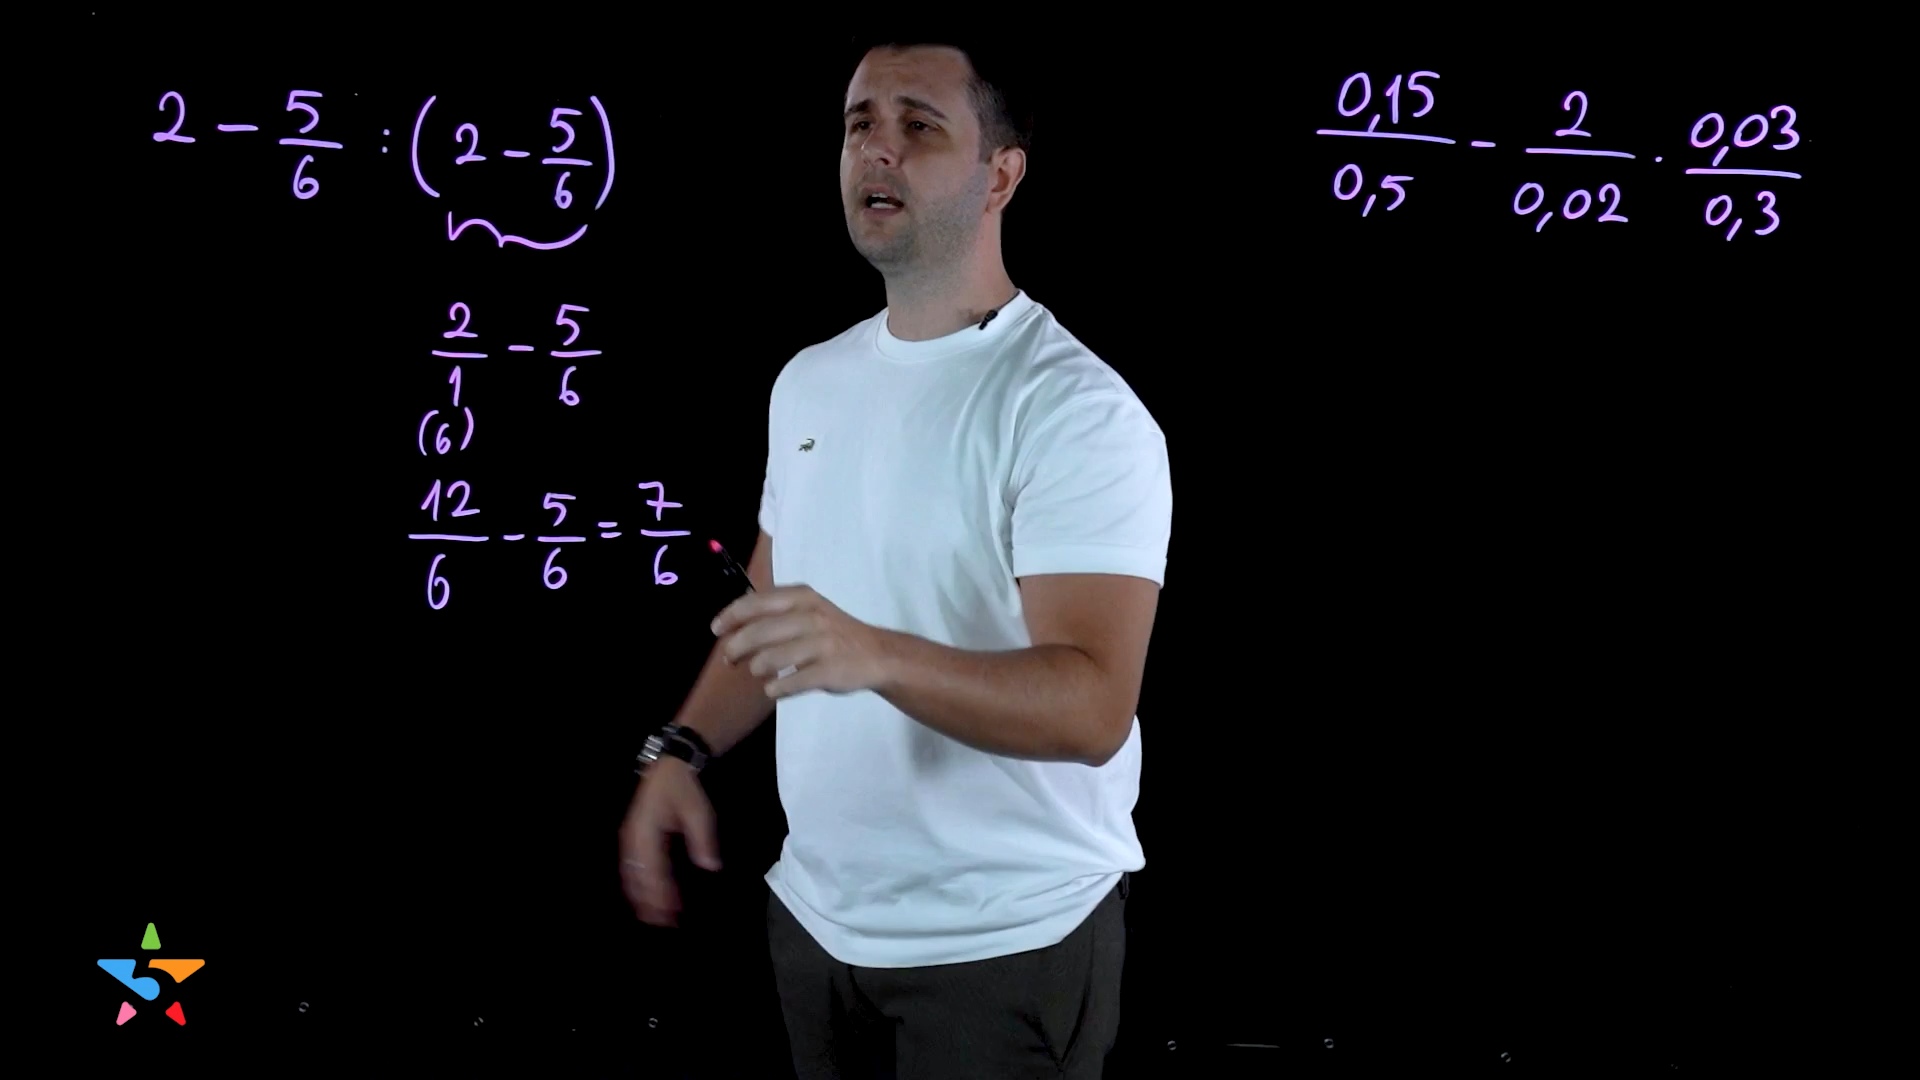 2 - 5/6 : (2 - 5/6)
2/1 - 5/6
(6)
12/6 - 5/6 = 7/6
0,15/0,5 - 2/0,02 · 0,03/0,3
5